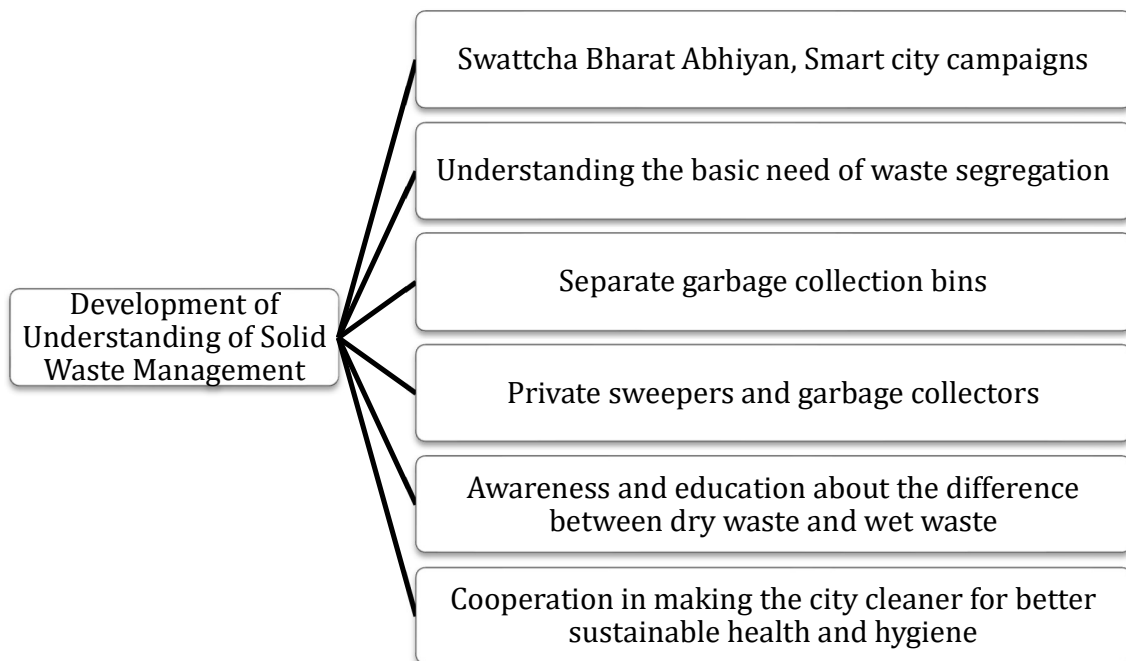 Swattcha Bharat Abhiyan, Smart city campaigns
Understanding the basic need of waste segregation
Separate garbage collection bins
Development of
Understanding of Solid
Waste Management
Private sweepers and garbage collectors
Awareness and education about the difference
between dry waste and wet waste
Cooperation in making the city cleaner for better
sustainable health and hygiene